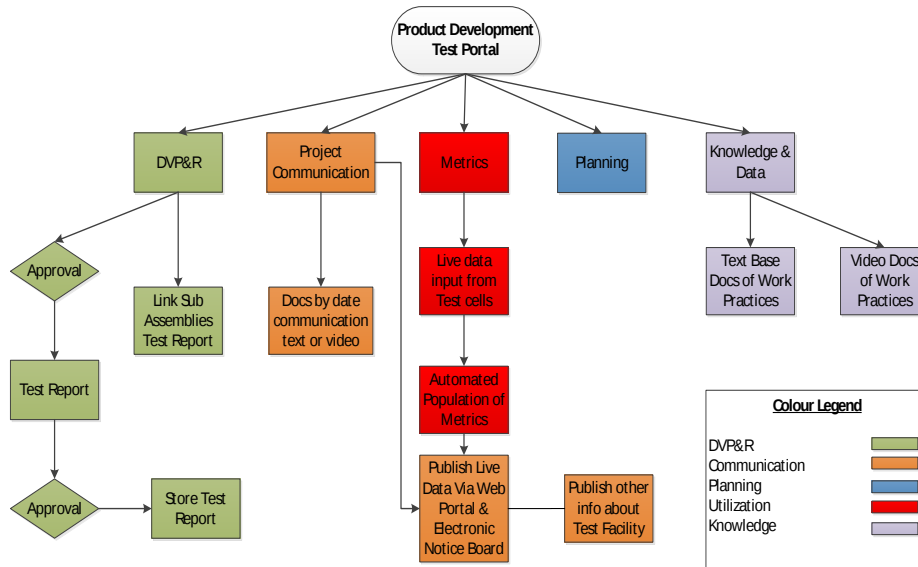 Product Development
Test Portal
DVP&R
Project
Communication
Metrics
Planning
Knowledge &
Data
Approval
Link Sub
Assemblies
Test Report
Docs by date
communication
text or video
Live data
input from
Test cells
Text Base
Docs of Work
Practices
Video Docs
of Work
Practices
Test Report
Automated
Population of
Metrics
Approval
Store Test
Report
Publish Live
Data Via Web
Portal &
Electronic
Notice Board
Publish other
info about
Test Facility
Colour Legend
DVP&R
Communication
Planning
Utilization
Knowledge